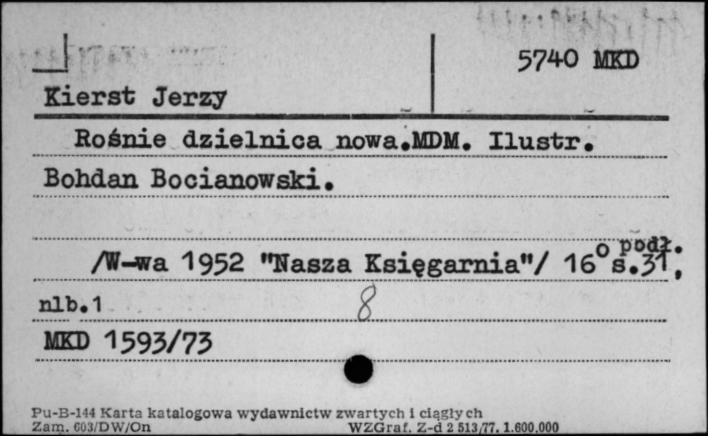 5740 MKD
Kierst Jerzy
Rośnie dzielnica nowa.MDM. Ilustr.
Bohdan Bocianowski.
/W-wa 1952 "Nasza Księgarnia"/ 16° podł. s.31,
nlb.1 8
MKD 1593/73
Pu-B-144 Karta katalogowa wydawnictw zwartych i ciągłych
Zam. 603/DW/On WZGraf. Z-d 2 513/77. 1.600.000